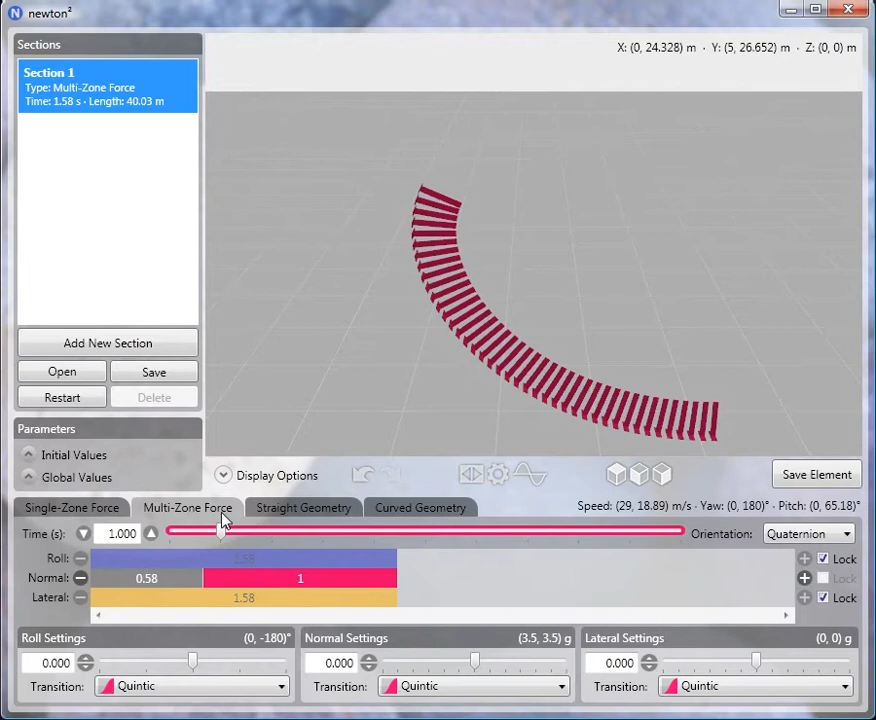 newton²
Sections
X: (0, 24.328) m - Y: (5, 26.652) m - Z: (0, 0) m
Section 1
Type: Multi-Zone Force
Time: 1.58 s · Length: 40.03 m
Add New Section
Open Save
Restart Delete
Parameters
Initial Values
Global Values
Display Options
Save Element
Single-Zone Force Multi-Zone Force Straight Geometry Curved Geometry
Speed: (29, 18.89) m/s - Yaw: (0, 180)° - Pitch: (0, 65.18)°
Time (s): 1.000 Orientation: Quaternion
Roll: 1.58 Lock
Normal: 0.58 1 Lock
Lateral: 1.58 Lock
Roll Settings (0, -180)° Normal Settings (3.5, 3.5) g Lateral Settings (0, 0) g
0.000 0.000 0.000
Transition: Quintic Transition: Quintic Transition: Quintic